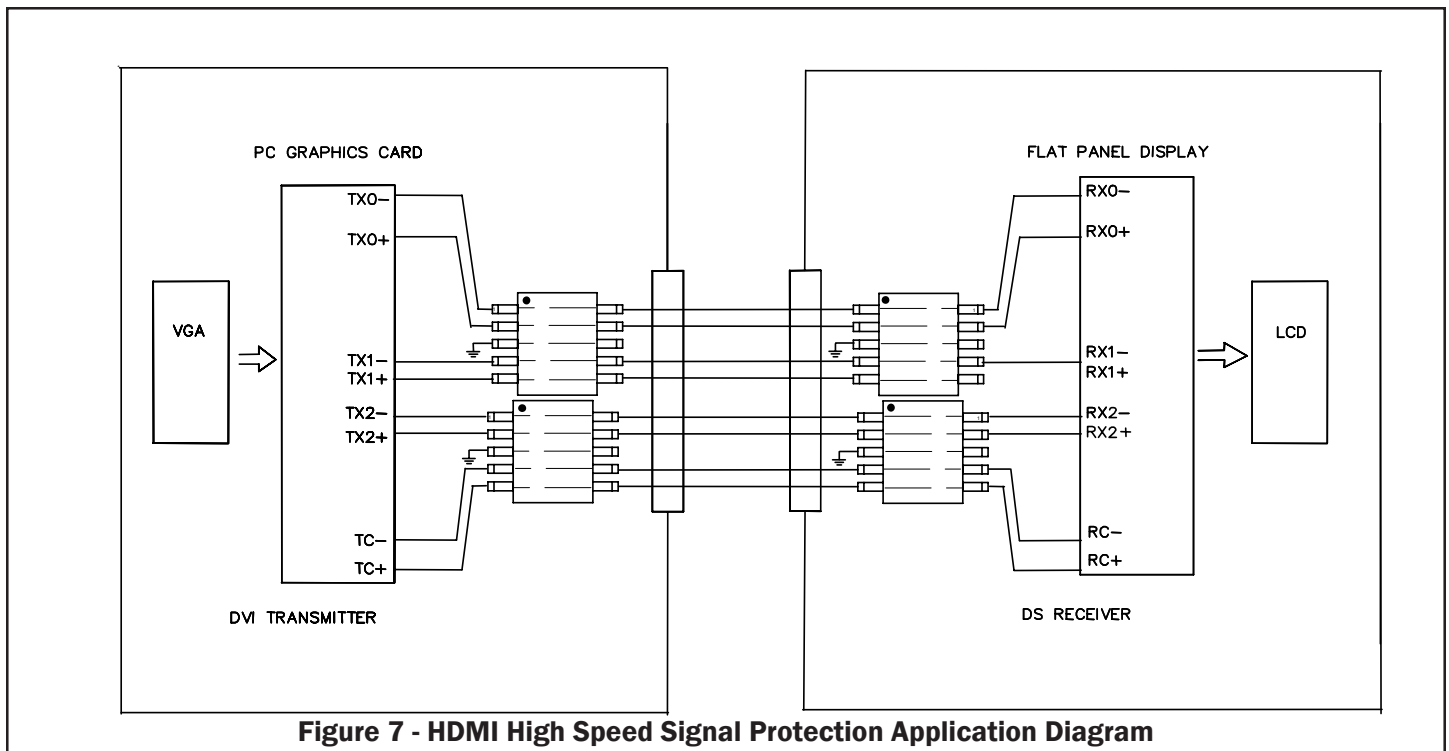 PC GRAPHICS CARD
FLAT PANEL DISPLAY
TX0-
TX0+
TX1-
TX1+
TX2-
TX2+
TC-
TC+
VGA
RX0-
RX0+
RX1-
RX1+
RX2-
RX2+
RC-
RC+
LCD
DVI TRANSMITTER
DS RECEIVER
Figure 7 - HDMI High Speed Signal Protection Application Diagram